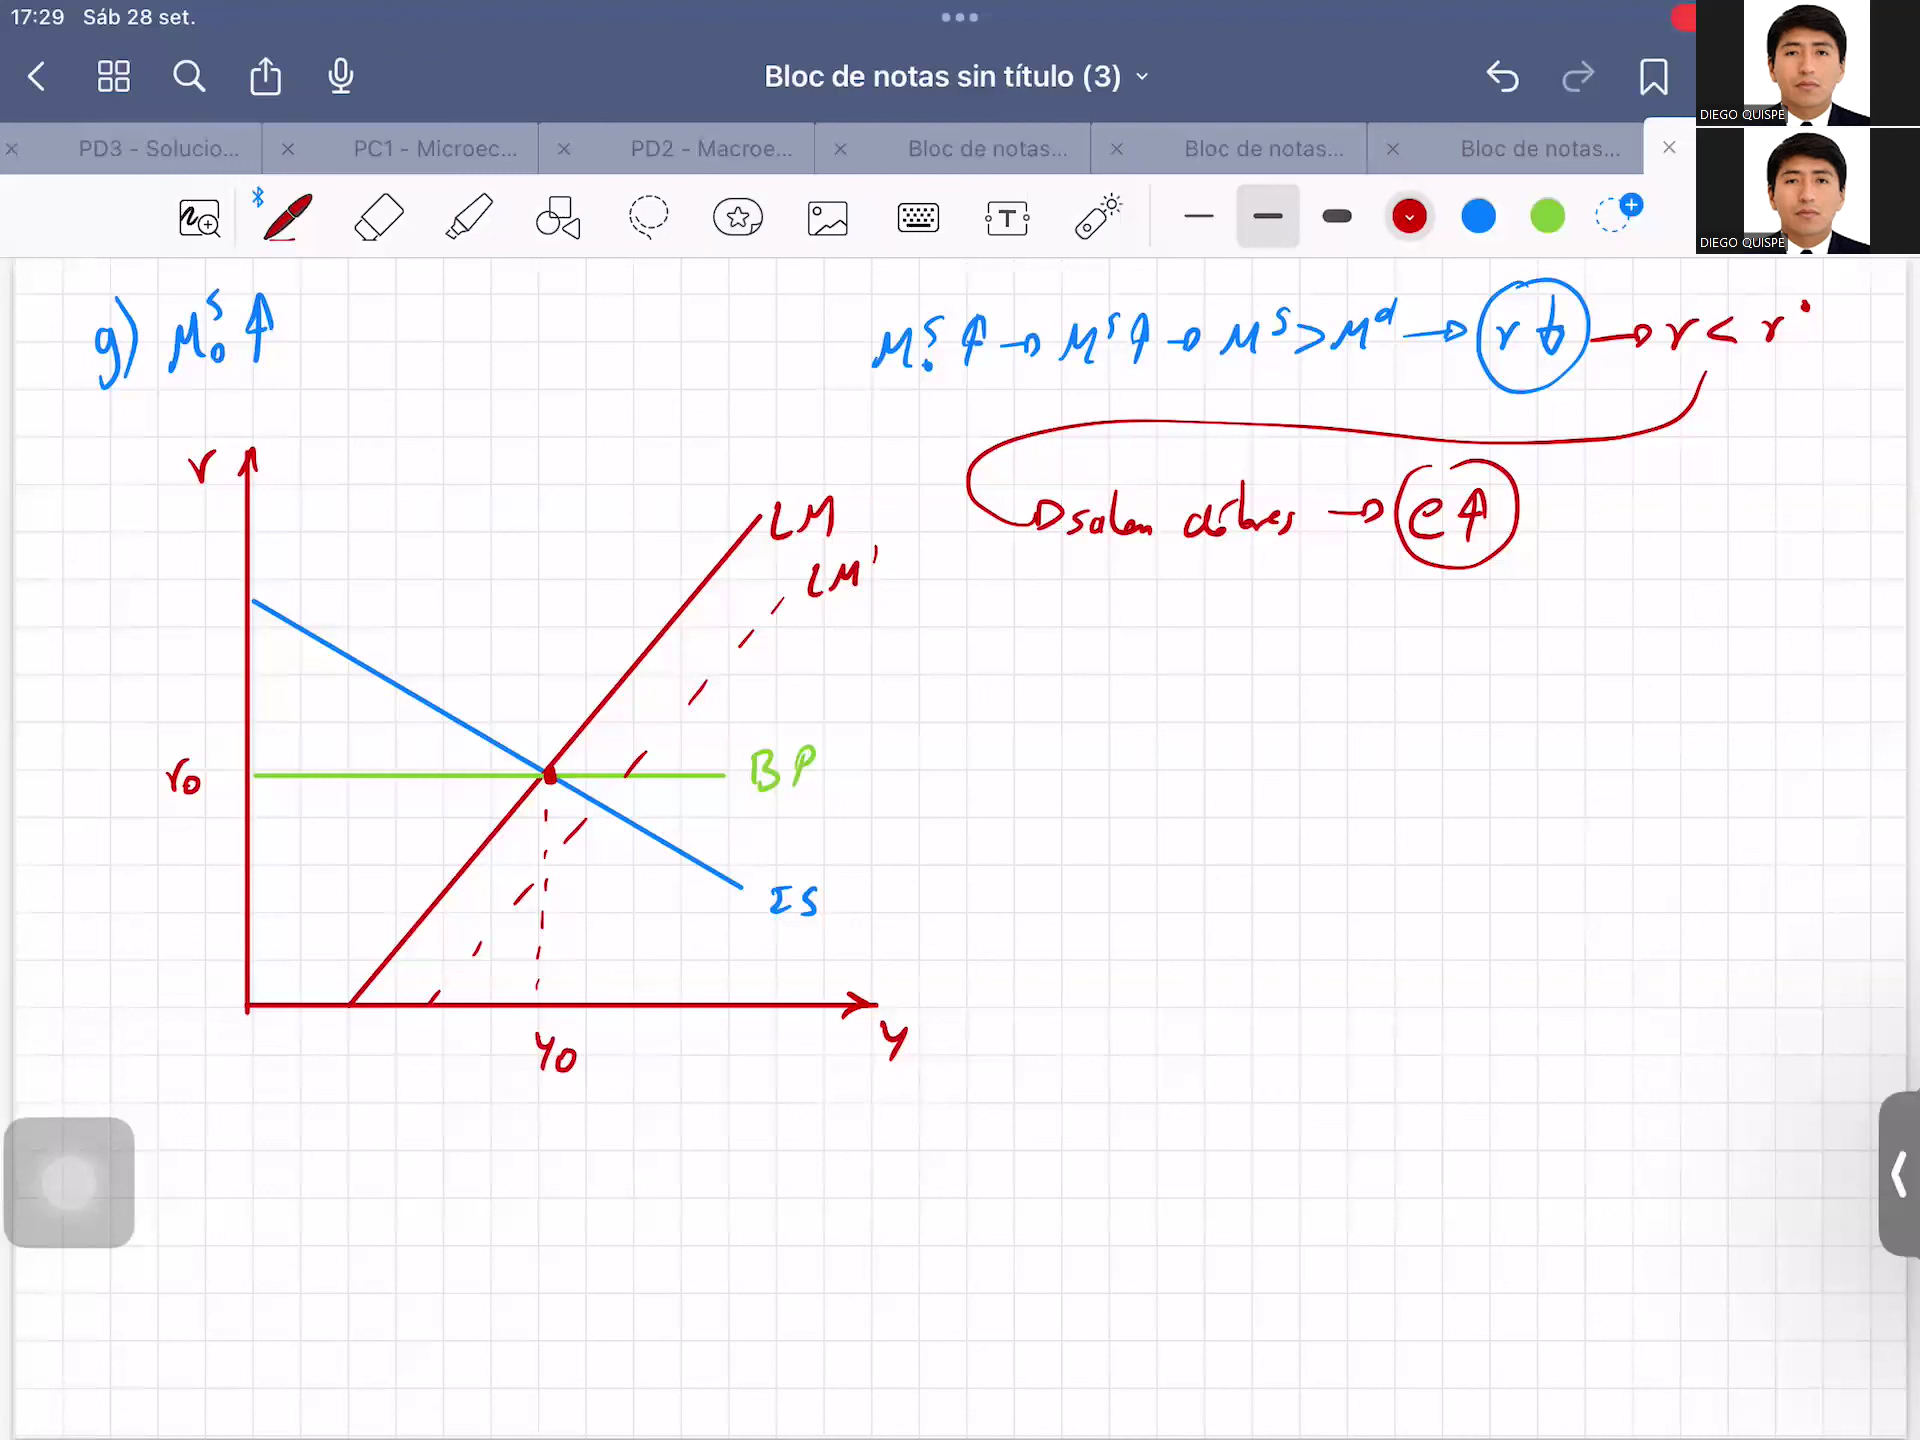 17:29 Sáb 28 set.
Bloc de notas sin título (3)
DIEGO QUISPE
PD3 - Solucio...
PC1 - Microec...
PD2 - Macroe...
Bloc de notas...
Bloc de notas...
Bloc de notas...
T
DIEGO QUISPE
g) M₀ˢ ↑
M₀ˢ ↑ → Mˢ ↑ → Mˢ > Mᵈ → r ↓ → r < r*
salen dólares → e ↑
r
LM
LM'
r₀
BP
IS
Y₀
Y